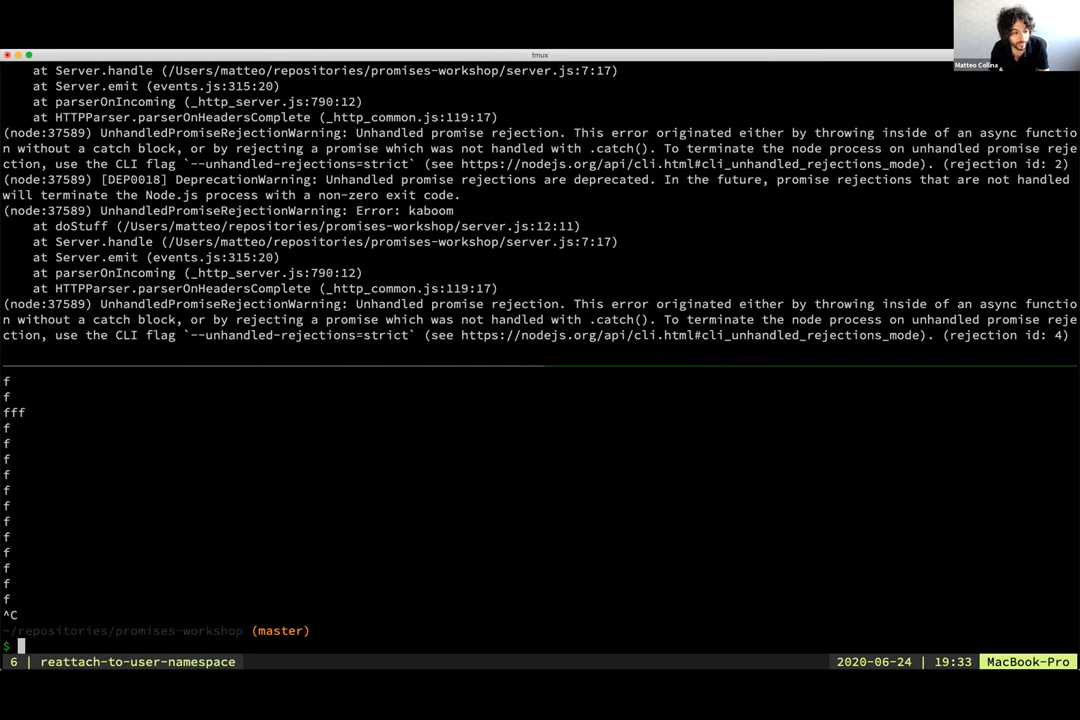 Matteo Collina
tmux
at Server.handle (/Users/matteo/repositories/promises-workshop/server.js:7:17)
at Server.emit (events.js:315:20)
at parserOnIncoming (_http_server.js:790:12)
at HTTPParser.parserOnHeadersComplete (_http_common.js:119:17)
(node:37589) UnhandledPromiseRejectionWarning: Unhandled promise rejection. This error originated either by throwing inside of an async functio
n without a catch block, or by rejecting a promise which was not handled with .catch(). To terminate the node process on unhandled promise reje
ction, use the CLI flag `--unhandled-rejections=strict` (see https://nodejs.org/api/cli.html#cli_unhandled_rejections_mode). (rejection id: 2)
(node:37589) [DEP0018] DeprecationWarning: Unhandled promise rejections are deprecated. In the future, promise rejections that are not handled
will terminate the Node.js process with a non-zero exit code.
(node:37589) UnhandledPromiseRejectionWarning: Error: kaboom
at doStuff (/Users/matteo/repositories/promises-workshop/server.js:12:11)
at Server.handle (/Users/matteo/repositories/promises-workshop/server.js:7:17)
at Server.emit (events.js:315:20)
at parserOnIncoming (_http_server.js:790:12)
at HTTPParser.parserOnHeadersComplete (_http_common.js:119:17)
(node:37589) UnhandledPromiseRejectionWarning: Unhandled promise rejection. This error originated either by throwing inside of an async functio
n without a catch block, or by rejecting a promise which was not handled with .catch(). To terminate the node process on unhandled promise reje
ction, use the CLI flag `--unhandled-rejections=strict` (see https://nodejs.org/api/cli.html#cli_unhandled_rejections_mode). (rejection id: 4)
f
f
fff
f
f
f
f
f
f
f
f
f
f
f
f
^C
~/repositories/promises-workshop (master)
$
6 | reattach-to-user-namespace 2020-06-24 | 19:33 MacBook-Pro